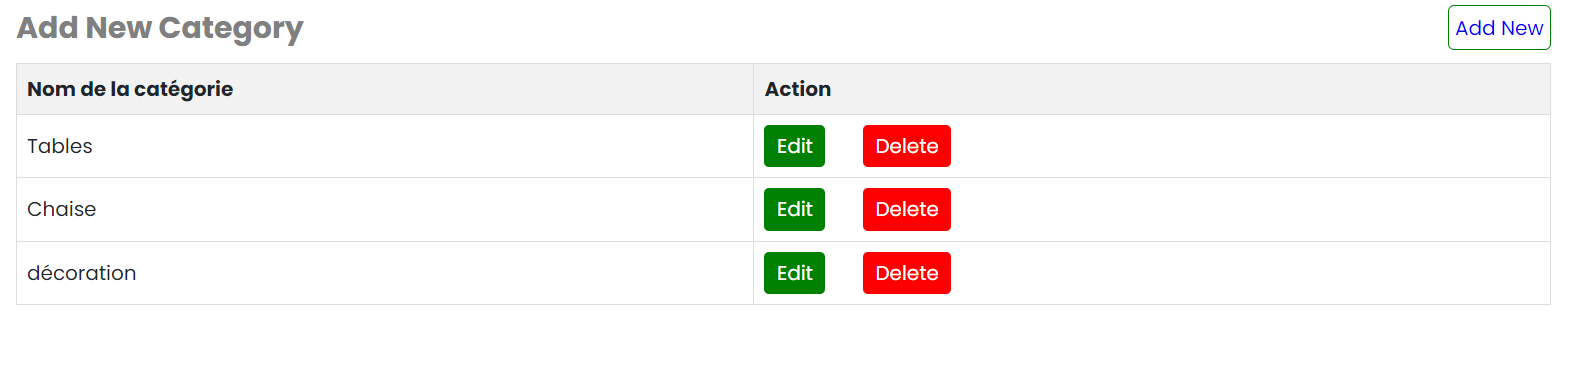 Add New Category
Add New
Nom de la catégorie Action
Tables Edit Delete
Chaise Edit Delete
décoration Edit Delete